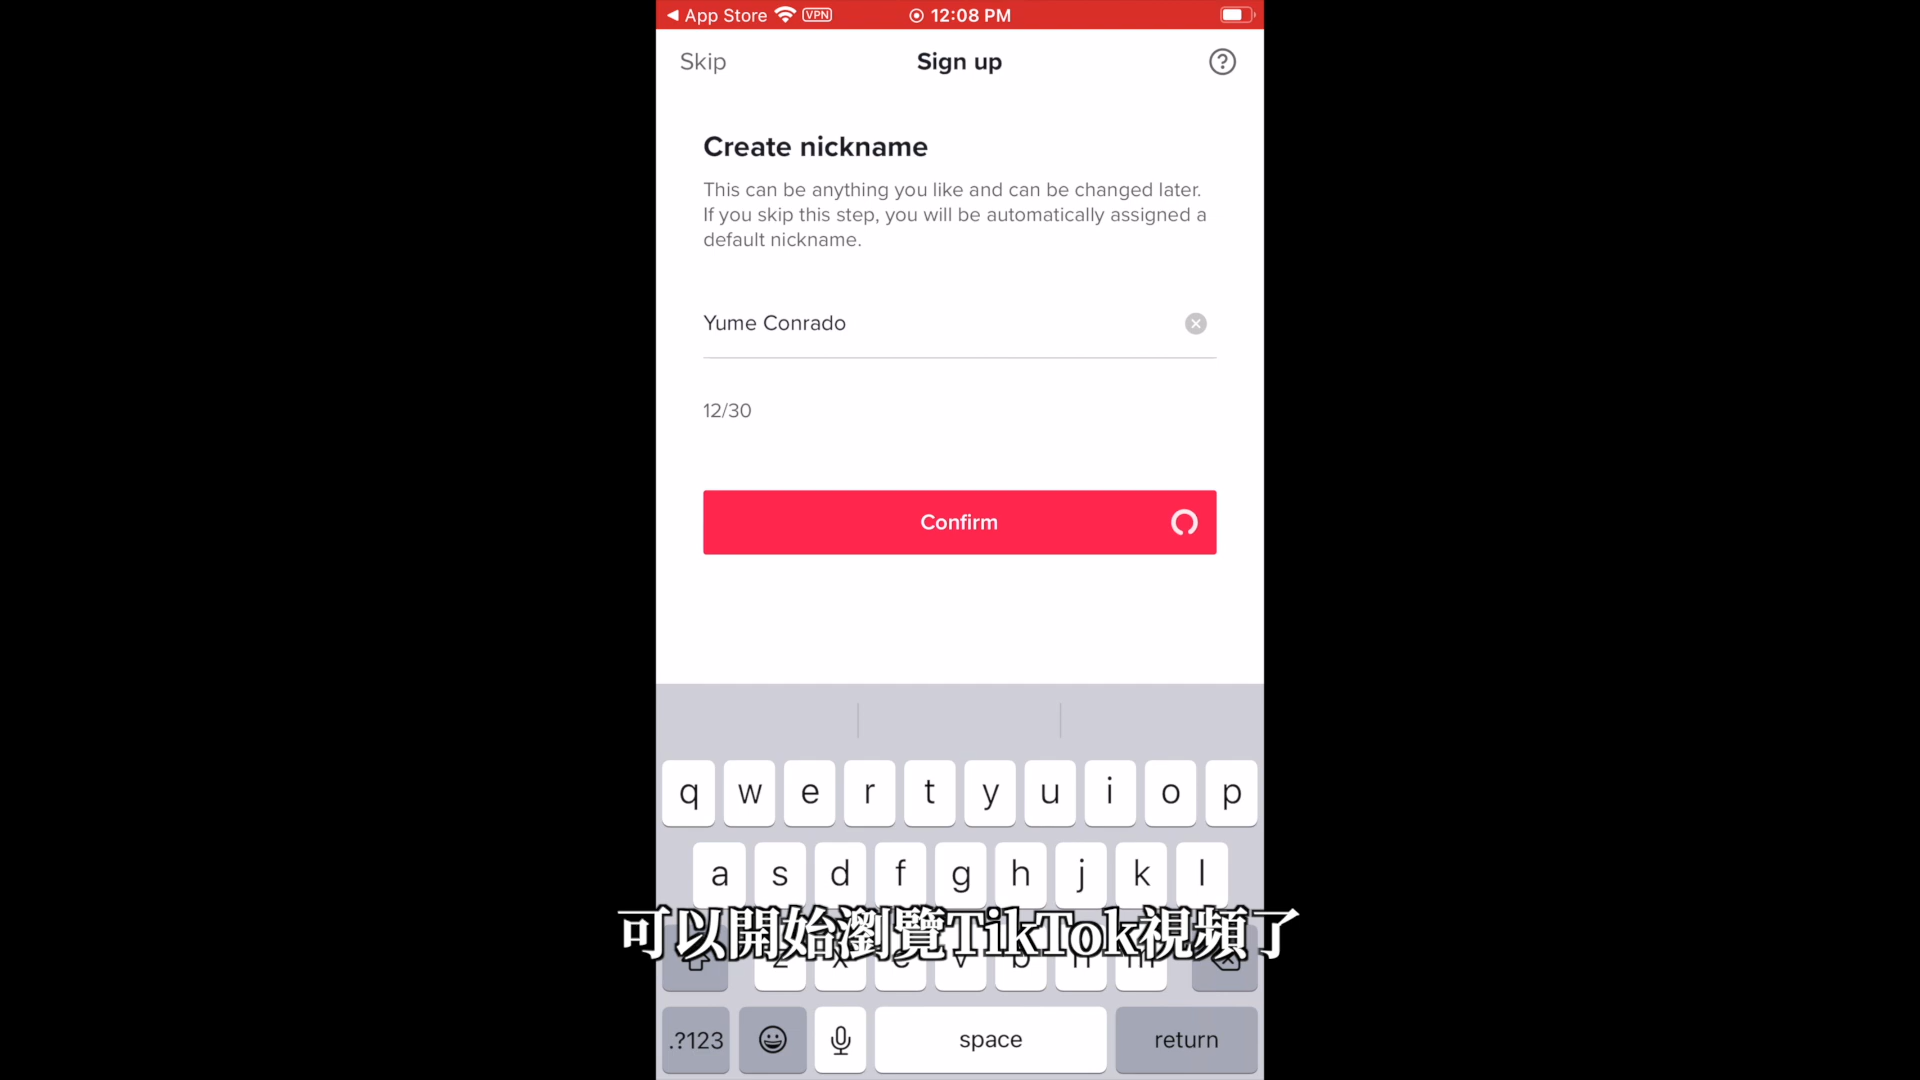 ◀ App Store VPN 12:08 PM
Skip Sign up ?
Create nickname
This can be anything you like and can be changed later.
If you skip this step, you will be automatically assigned a
default nickname.
Yume Conrado
12/30
Confirm
q w e r t y u i o p
a s d f g h j k l
可以開始瀏覽TikTok視頻了
z x c v b n m
.?123 space return